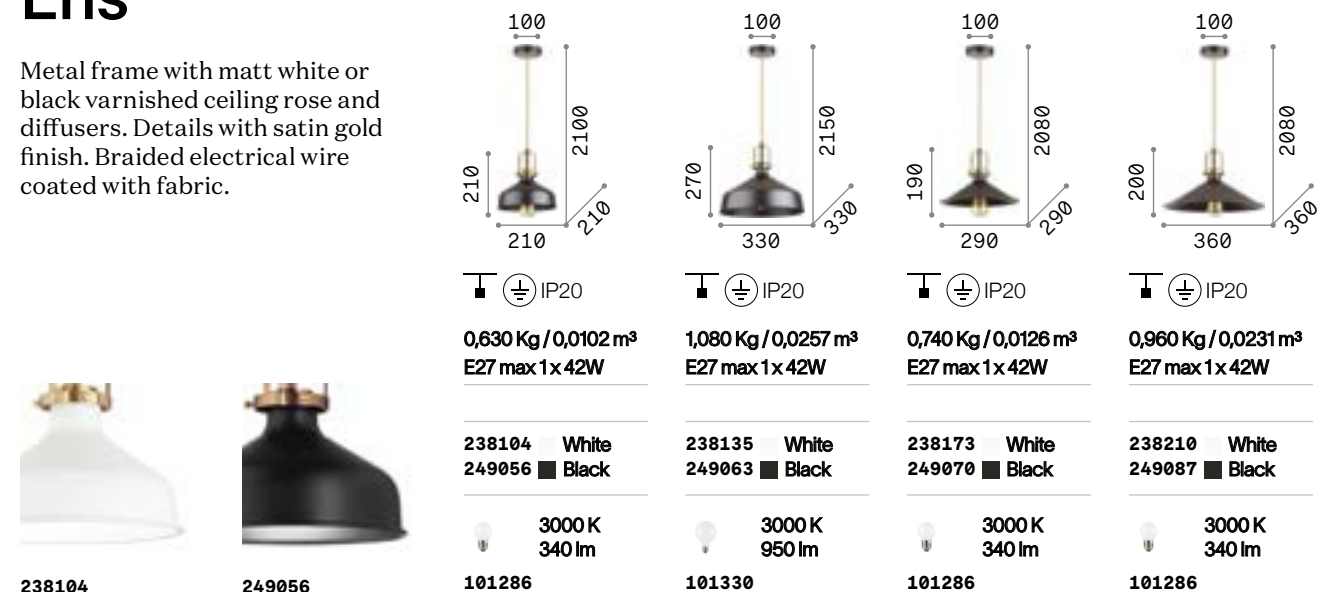 Eris
Metal frame with matt white or
black varnished ceiling rose and
diffusers. Details with satin gold
finish. Braided electrical wire
coated with fabric.
238104
249056
100
2100
210
210
210
IP20
0,630 Kg / 0,0102 m³
E27 max 1 x 42W
238104 White
249056 Black
3000 K
340 lm
101286
100
2150
270
330
330
IP20
1,080 Kg / 0,0257 m³
E27 max 1 x 42W
238135 White
249063 Black
3000 K
950 lm
101330
100
2080
190
290
290
IP20
0,740 Kg / 0,0126 m³
E27 max 1 x 42W
238173 White
249070 Black
3000 K
340 lm
101286
100
2080
200
360
360
IP20
0,960 Kg / 0,0231 m³
E27 max 1 x 42W
238210 White
249087 Black
3000 K
340 lm
101286